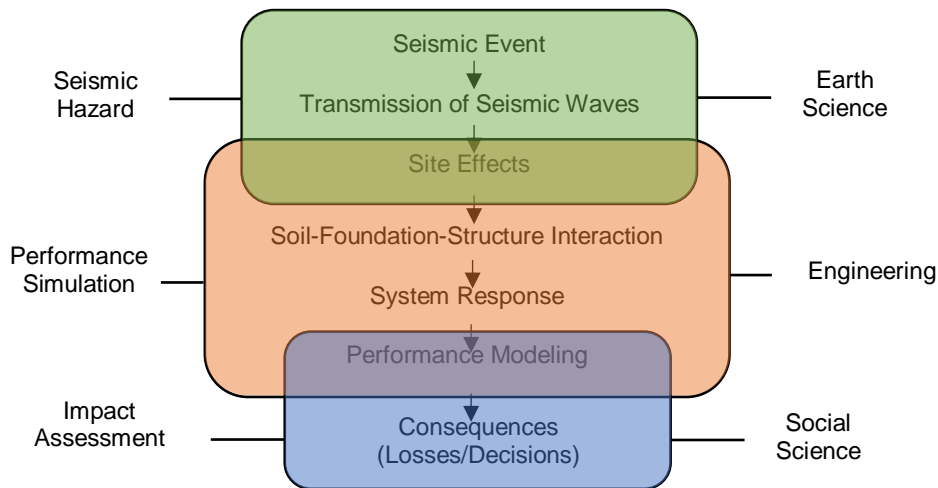 Seismic Event
Seismic
Hazard
Transmission of Seismic Waves
Earth
Science
Site Effects
Soil-Foundation-Structure Interaction
Performance
Simulation
System Response
Engineering
Performance Modeling
Impact
Assessment
Consequences
(Losses/Decisions)
Social
Science